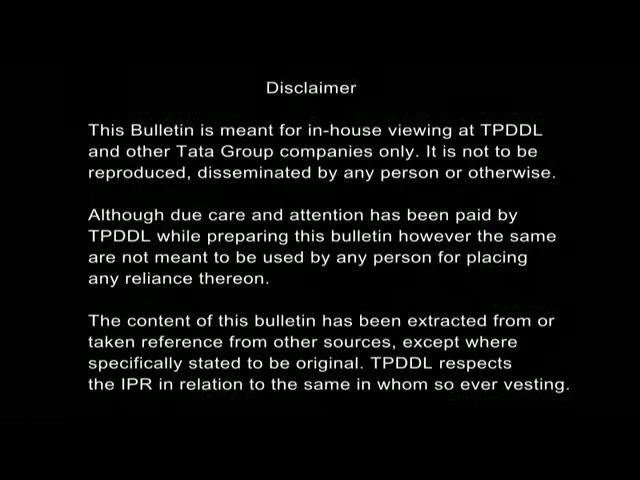 Disclaimer
This Bulletin is meant for in-house viewing at TPDDL
and other Tata Group companies only. It is not to be
reproduced, disseminated by any person or otherwise.
Although due care and attention has been paid by
TPDDL while preparing this bulletin however the same
are not meant to be used by any person for placing
any reliance thereon.
The content of this bulletin has been extracted from or
taken reference from other sources, except where
specifically stated to be original. TPDDL respects
the IPR in relation to the same in whom so ever vesting.